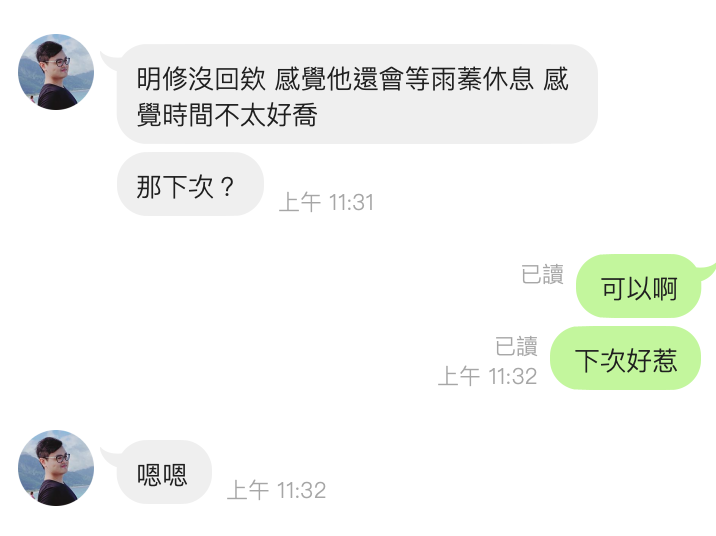 明修沒回欸 感覺他還會等雨蓁休息 感
覺時間不太好喬
那下次？
上午 11:31
已讀
可以啊
已讀
上午 11:32
下次好惹
嗯嗯
上午 11:32